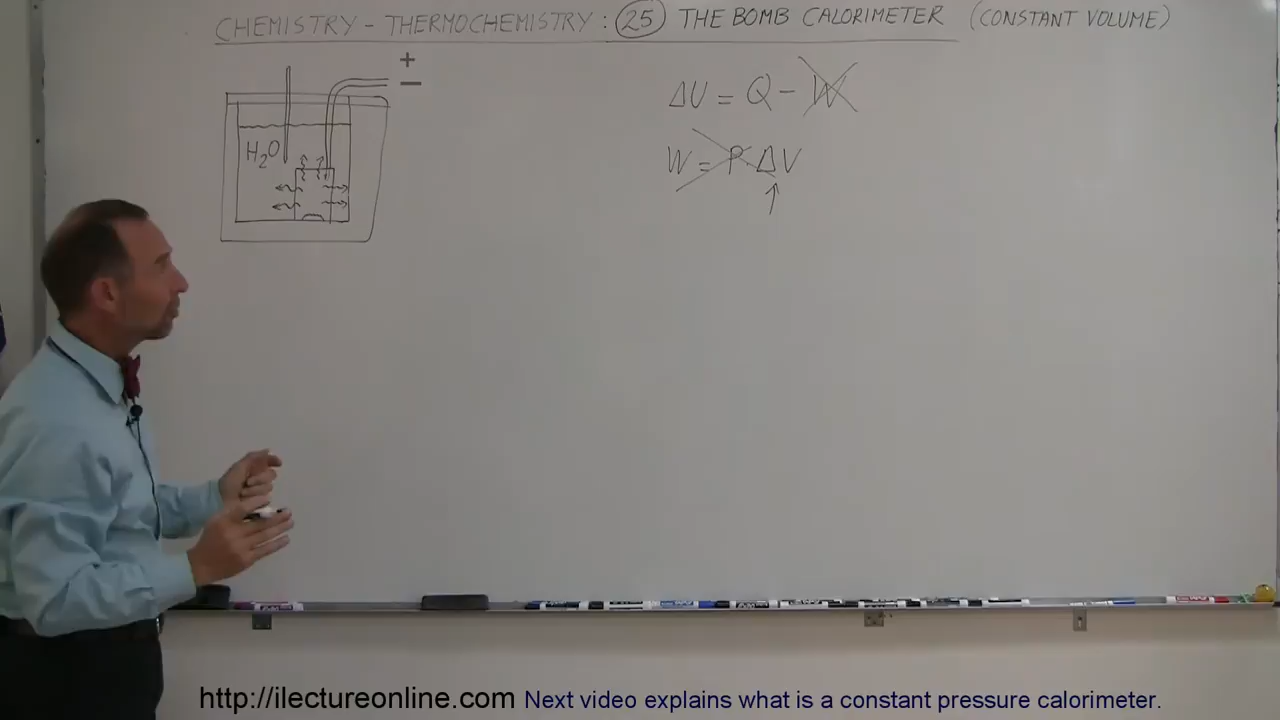 CHEMISTRY - THERMOCHEMISTRY : 25 THE BOMB CALORIMETER (CONSTANT VOLUME)
+
−
ΔU = Q - W
H₂O
W = P ΔV
http://ilectureonline.com Next video explains what is a constant pressure calorimeter.